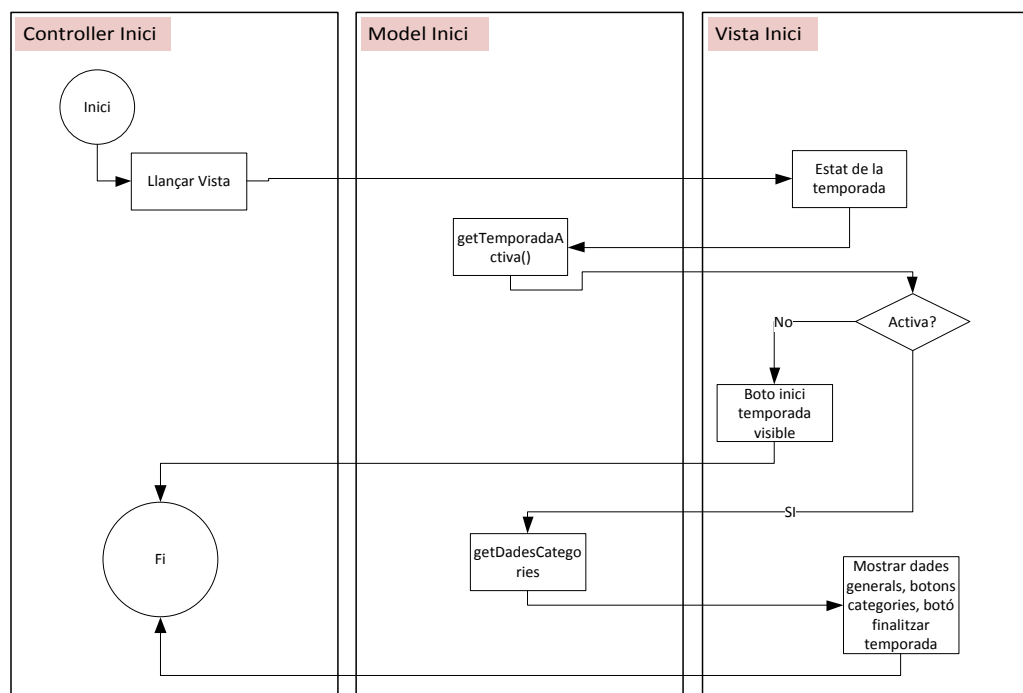 Controller Inici
Model Inici
Vista Inici
Inici
Llançar Vista
Estat de la
temporada
getTemporadaA
ctiva()
Activa?
No
Boto inici
temporada
visible
SI
Fi
getDadesCatego
ries
Mostrar dades
generals, botons
categories, botó
finalitzar
temporada